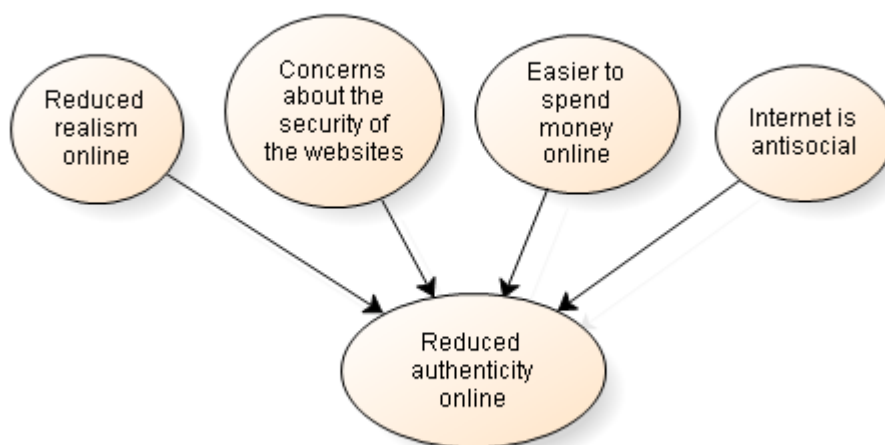 Reduced
realism
online
Concerns
about the
security of
the websites
Easier to
spend
money
online
Internet is
antisocial
Reduced
authenticity
online